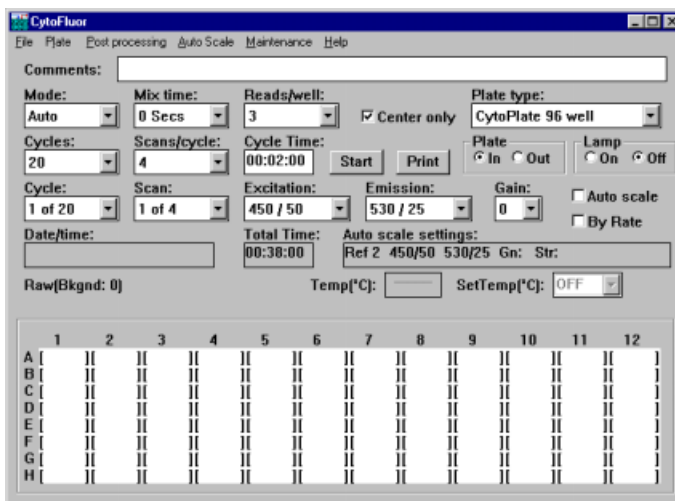 CytoFluor
File Plate Post processing Auto Scale Maintenance Help
Comments:
Mode: Mix time: Reads/well: Plate type:
Auto 0 Secs 3 Center only CytoPlate 96 well
Cycles: Scans/cycle: Cycle Time: Plate Lamp
20 4 00:02:00 Start Print In Out On Off
Cycle: Scan: Excitation: Emission: Gain: Auto scale
1 of 20 1 of 4 450 / 50 530 / 25 0 By Rate
Date/time: Total Time: Auto scale settings:
00:38:00 Ref 2 450/50 530/25 Gn: Str:
Raw(Bkgnd: 0) Temp(°C): SetTemp(°C): OFF
1 2 3 4 5 6 7 8 9 10 11 12
A [ ][ ][ ][ ][ ][ ][ ][ ][ ][ ][ ][ ]
B [ ][ ][ ][ ][ ][ ][ ][ ][ ][ ][ ][ ]
C [ ][ ][ ][ ][ ][ ][ ][ ][ ][ ][ ][ ]
D [ ][ ][ ][ ][ ][ ][ ][ ][ ][ ][ ][ ]
E [ ][ ][ ][ ][ ][ ][ ][ ][ ][ ][ ][ ]
F [ ][ ][ ][ ][ ][ ][ ][ ][ ][ ][ ][ ]
G [ ][ ][ ][ ][ ][ ][ ][ ][ ][ ][ ][ ]
H [ ][ ][ ][ ][ ][ ][ ][ ][ ][ ][ ][ ]